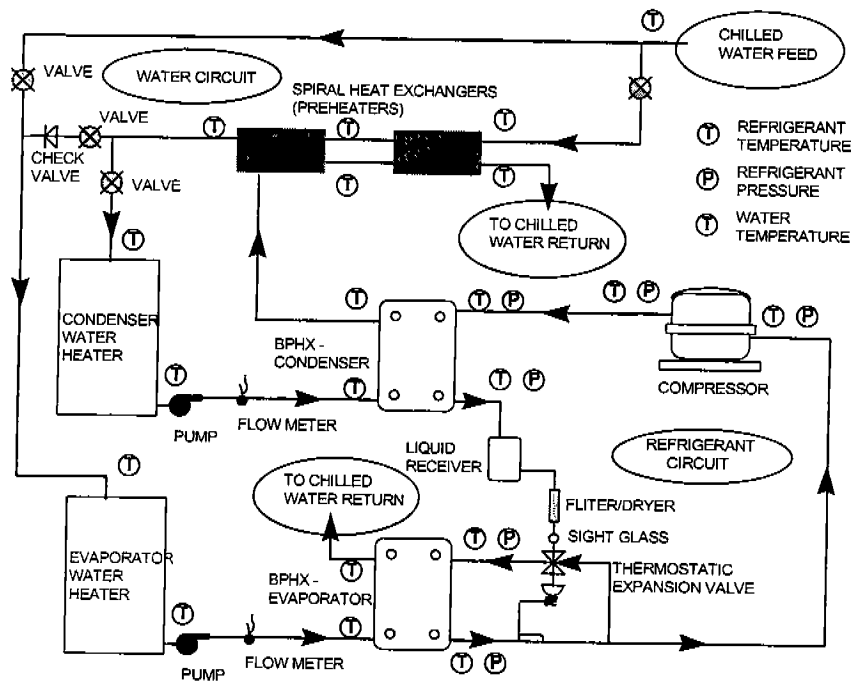 T
CHILLED
WATER FEED
VALVE
WATER CIRCUIT
SPIRAL HEAT EXCHANGERS
(PREHEATERS)
VALVE
T
T
T
T REFRIGERANT
TEMPERATURE
CHECK
VALVE
VALVE
T
T
P REFRIGERANT
PRESSURE
TO CHILLED
WATER RETURN
T WATER
TEMPERATURE
T
CONDENSER
WATER
HEATER
T
T P
T P
T P
BPHX -
CONDENSER
COMPRESSOR
T
T
T P
PUMP
FLOW METER
LIQUID
RECEIVER
REFRIGERANT
CIRCUIT
T
TO CHILLED
WATER RETURN
FLITER/DRYER
SIGHT GLASS
T P
THERMOSTATIC
EXPANSION VALVE
EVAPORATOR
WATER
HEATER
T
BPHX -
EVAPORATOR
T
T
PUMP
FLOW METER
T P